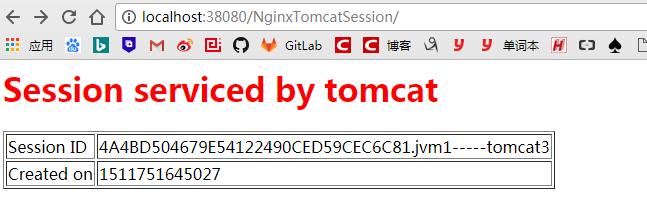 localhost:38080/NginxTomcatSession/
应用 GitLab 博客 单词本
Session serviced by tomcat
Session ID 4A4BD504679E54122490CED59CEC6C81.jvm1-----tomcat3
Created on 1511751645027